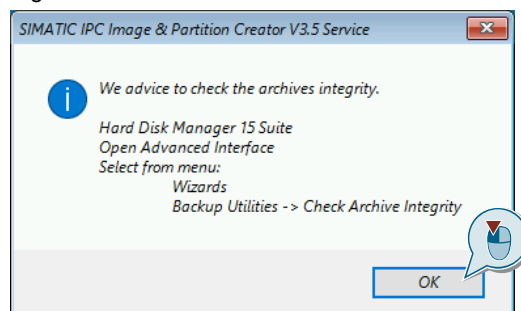 SIMATIC IPC Image & Partition Creator V3.5 Service
We advice to check the archives integrity.
Hard Disk Manager 15 Suite
Open Advanced Interface
Select from menu:
Wizards
Backup Utilities -> Check Archive Integrity
OK